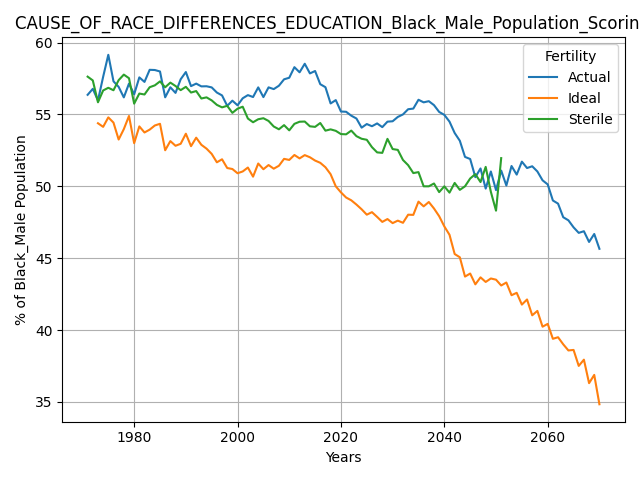 CAUSE_OF_RACE_DIFFERENCES_EDUCATION_Black_Male_Population_Scorin
Fertility
Actual
Ideal
Sterile
% of Black_Male Population
60
55
50
45
40
35
1980
2000
2020
2040
2060
Years